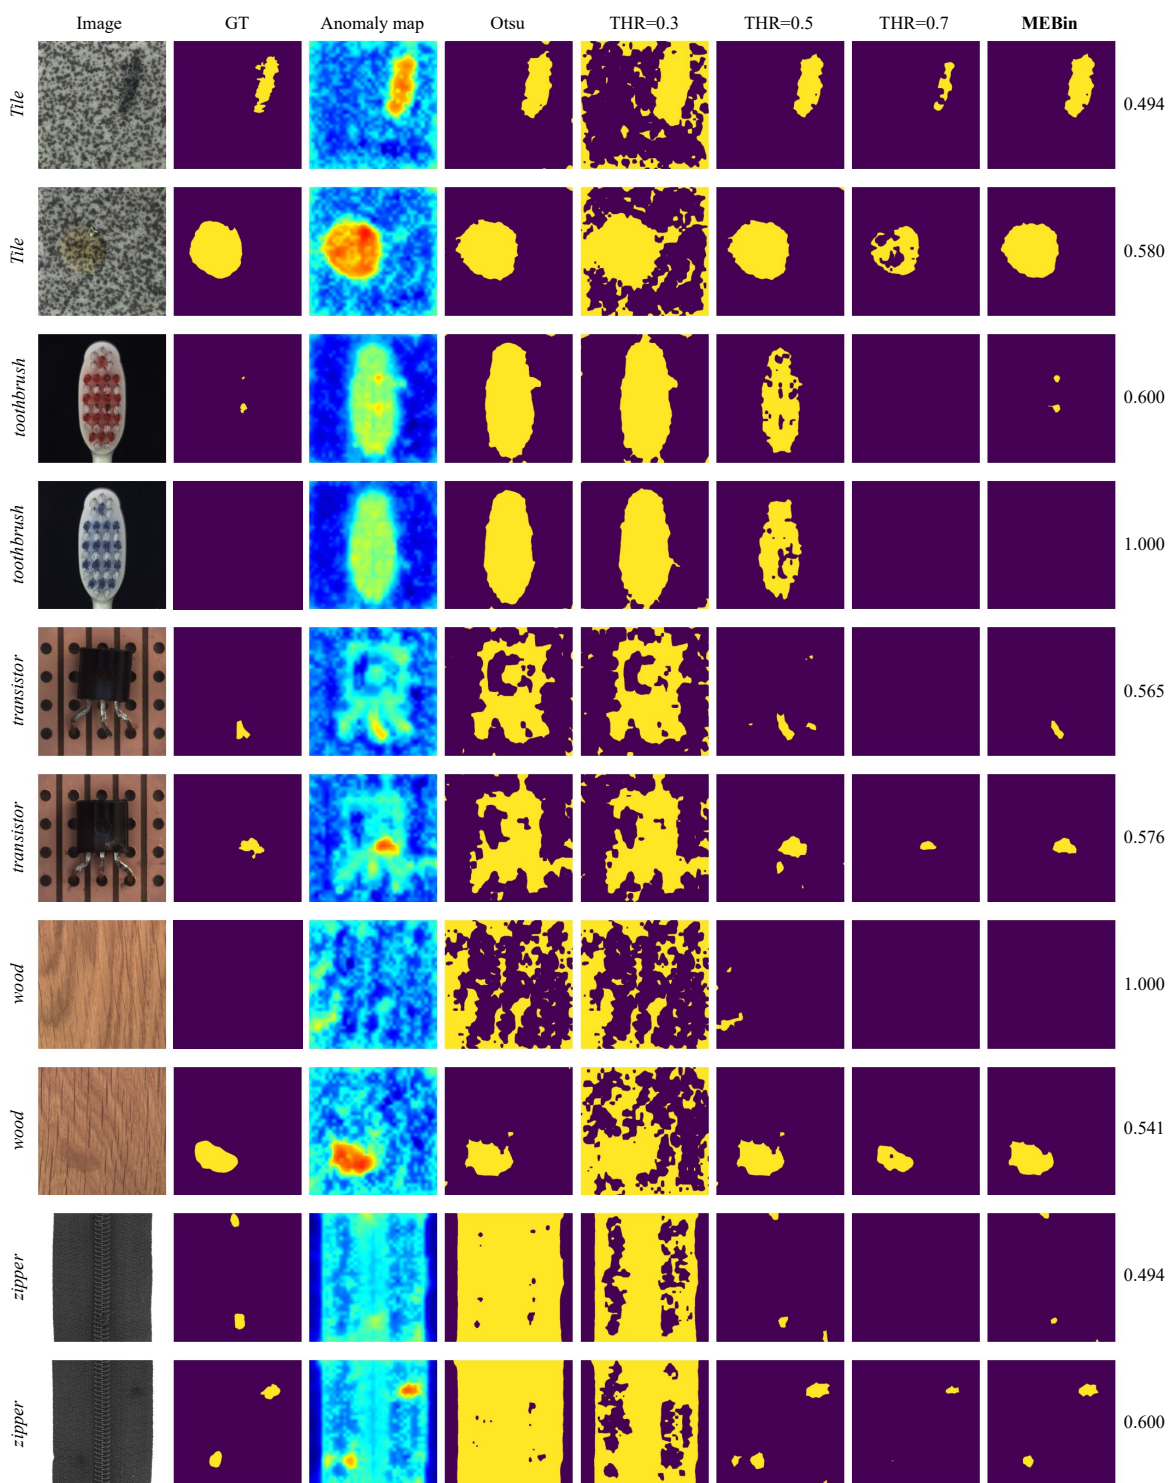 Image GT Anomaly map Otsu THR=0.3 THR=0.5 THR=0.7 MEBin
Tile 0.494
Tile 0.580
toothbrush 0.600
toothbrush 1.000
transistor 0.565
transistor 0.576
wood 1.000
wood 0.541
zipper 0.494
zipper 0.600